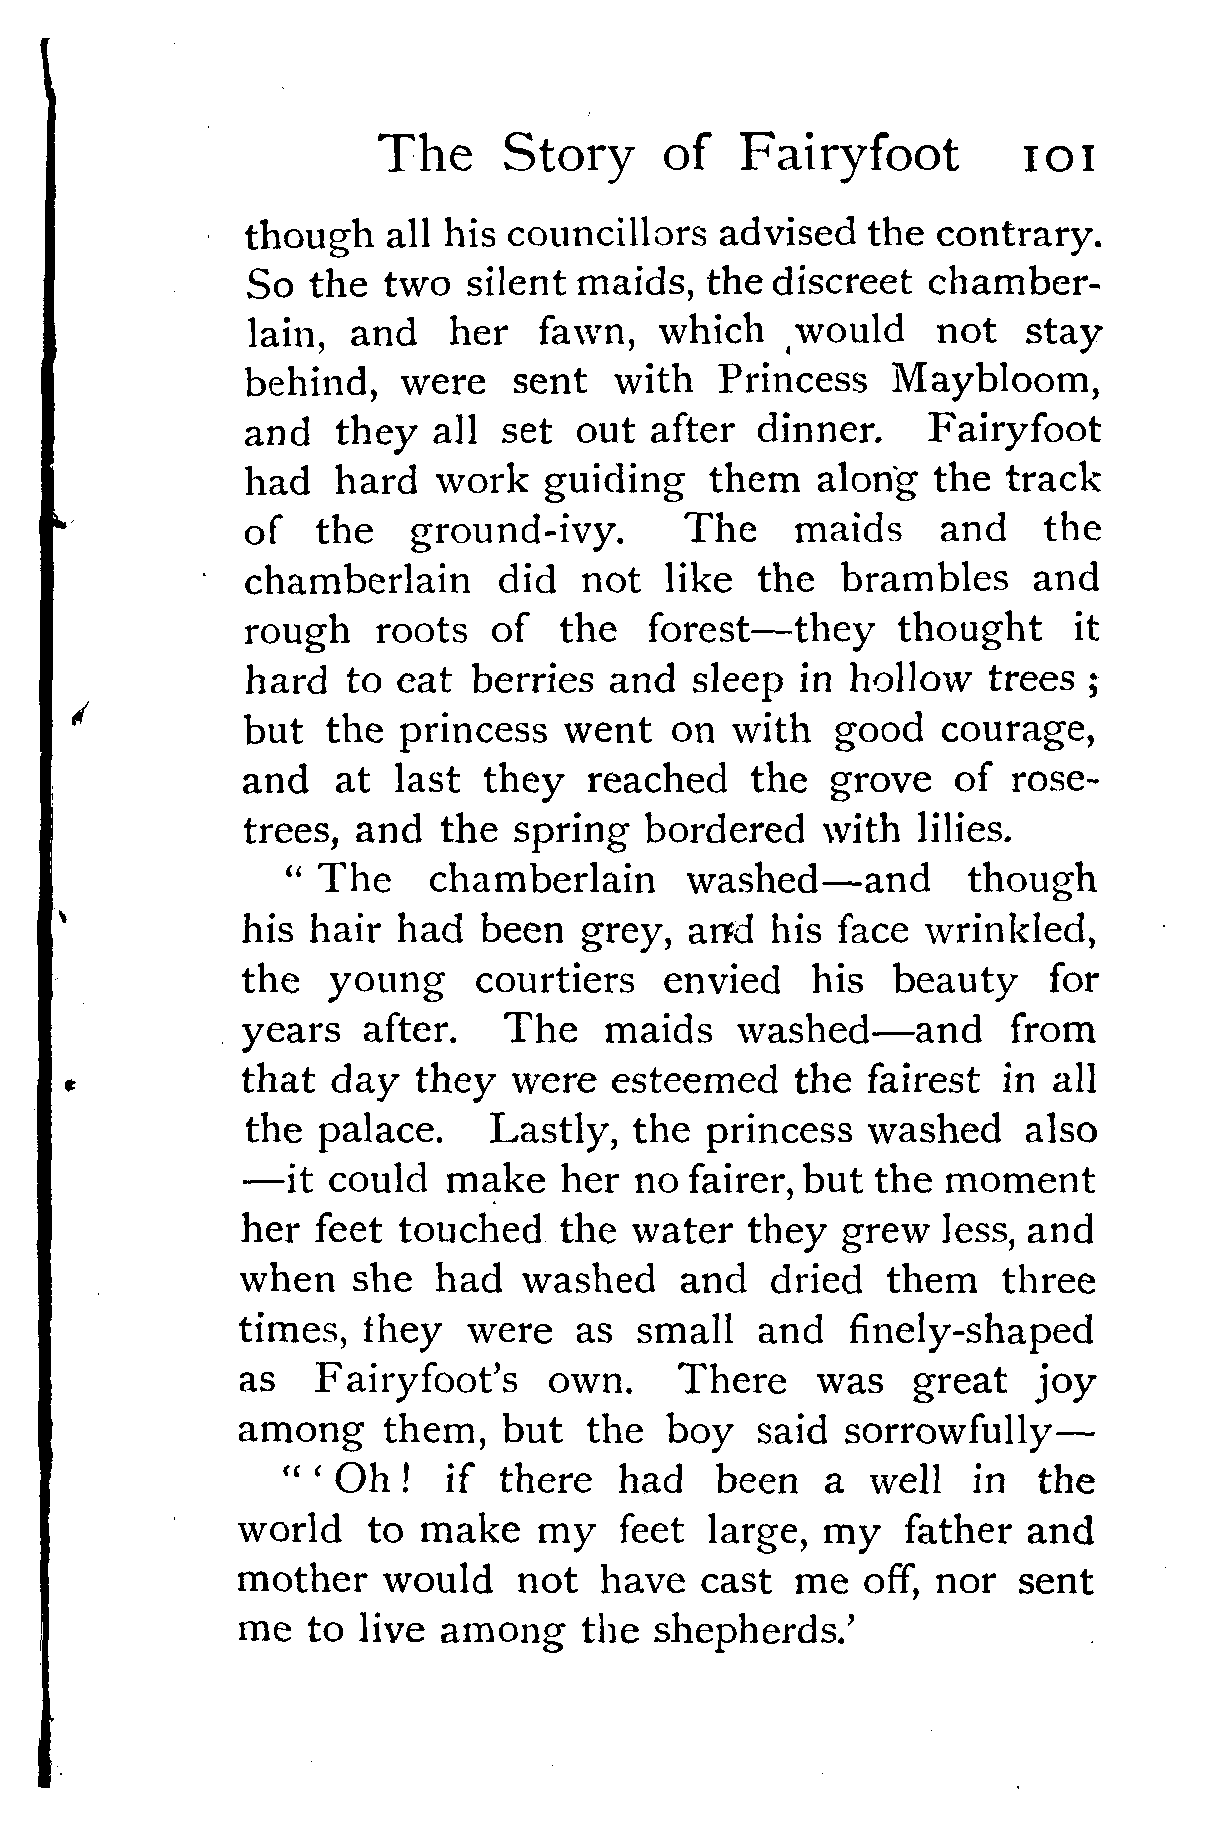 The Story of Fairyfoot 101
though all his councillors advised the contrary.
So the two silent maids, the discreet chamber-
lain, and her fawn, which would not stay
behind, were sent with Princess Maybloom,
and they all set out after dinner. Fairyfoot
had hard work guiding them along the track
of the ground-ivy. The maids and the
chamberlain did not like the brambles and
rough roots of the forest—they thought it
hard to eat berries and sleep in hollow trees ;
but the princess went on with good courage,
and at last they reached the grove of rose-
trees, and the spring bordered with lilies.
" The chamberlain washed—and though
his hair had been grey, and his face wrinkled,
the young courtiers envied his beauty for
years after. The maids washed—and from
that day they were esteemed the fairest in all
the palace. Lastly, the princess washed also
—it could make her no fairer, but the moment
her feet touched the water they grew less, and
when she had washed and dried them three
times, they were as small and finely-shaped
as Fairyfoot's own. There was great joy
among them, but the boy said sorrowfully—
" ' Oh ! if there had been a well in the
world to make my feet large, my father and
mother would not have cast me off, nor sent
me to live among the shepherds.'